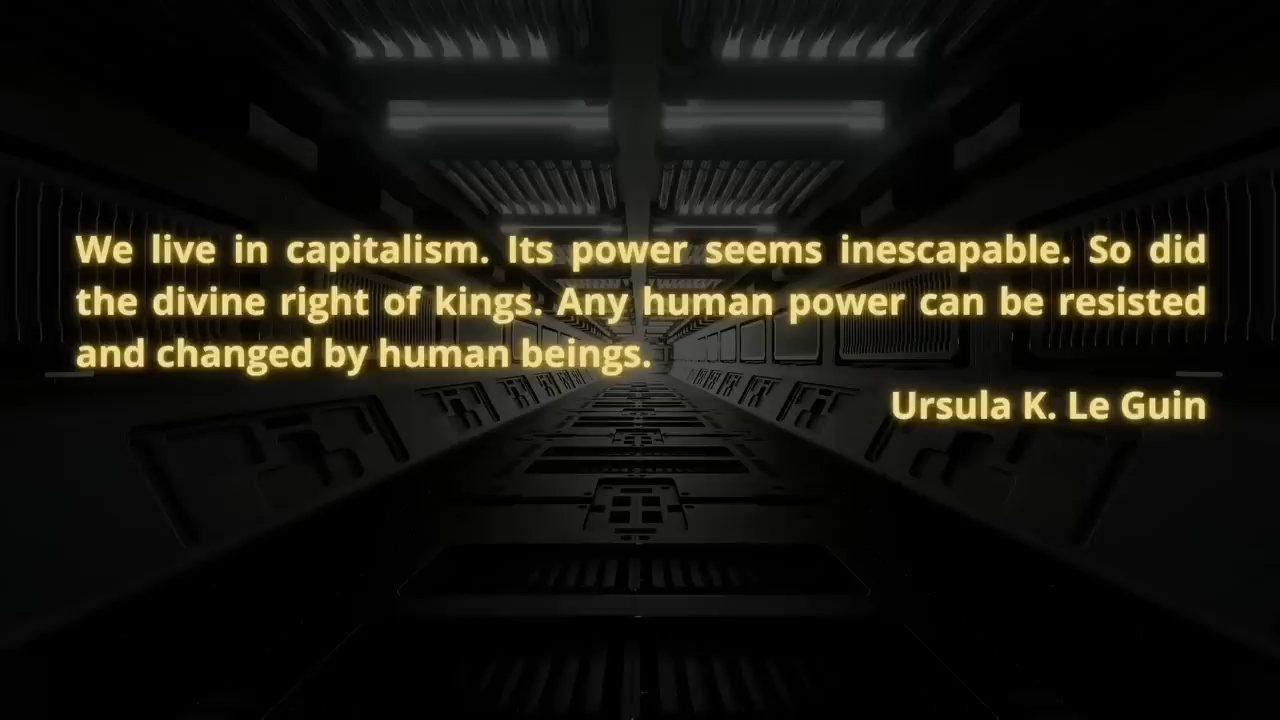 We live in capitalism. Its power seems inescapable. So did
the divine right of kings. Any human power can be resisted
and changed by human beings.
Ursula K. Le Guin